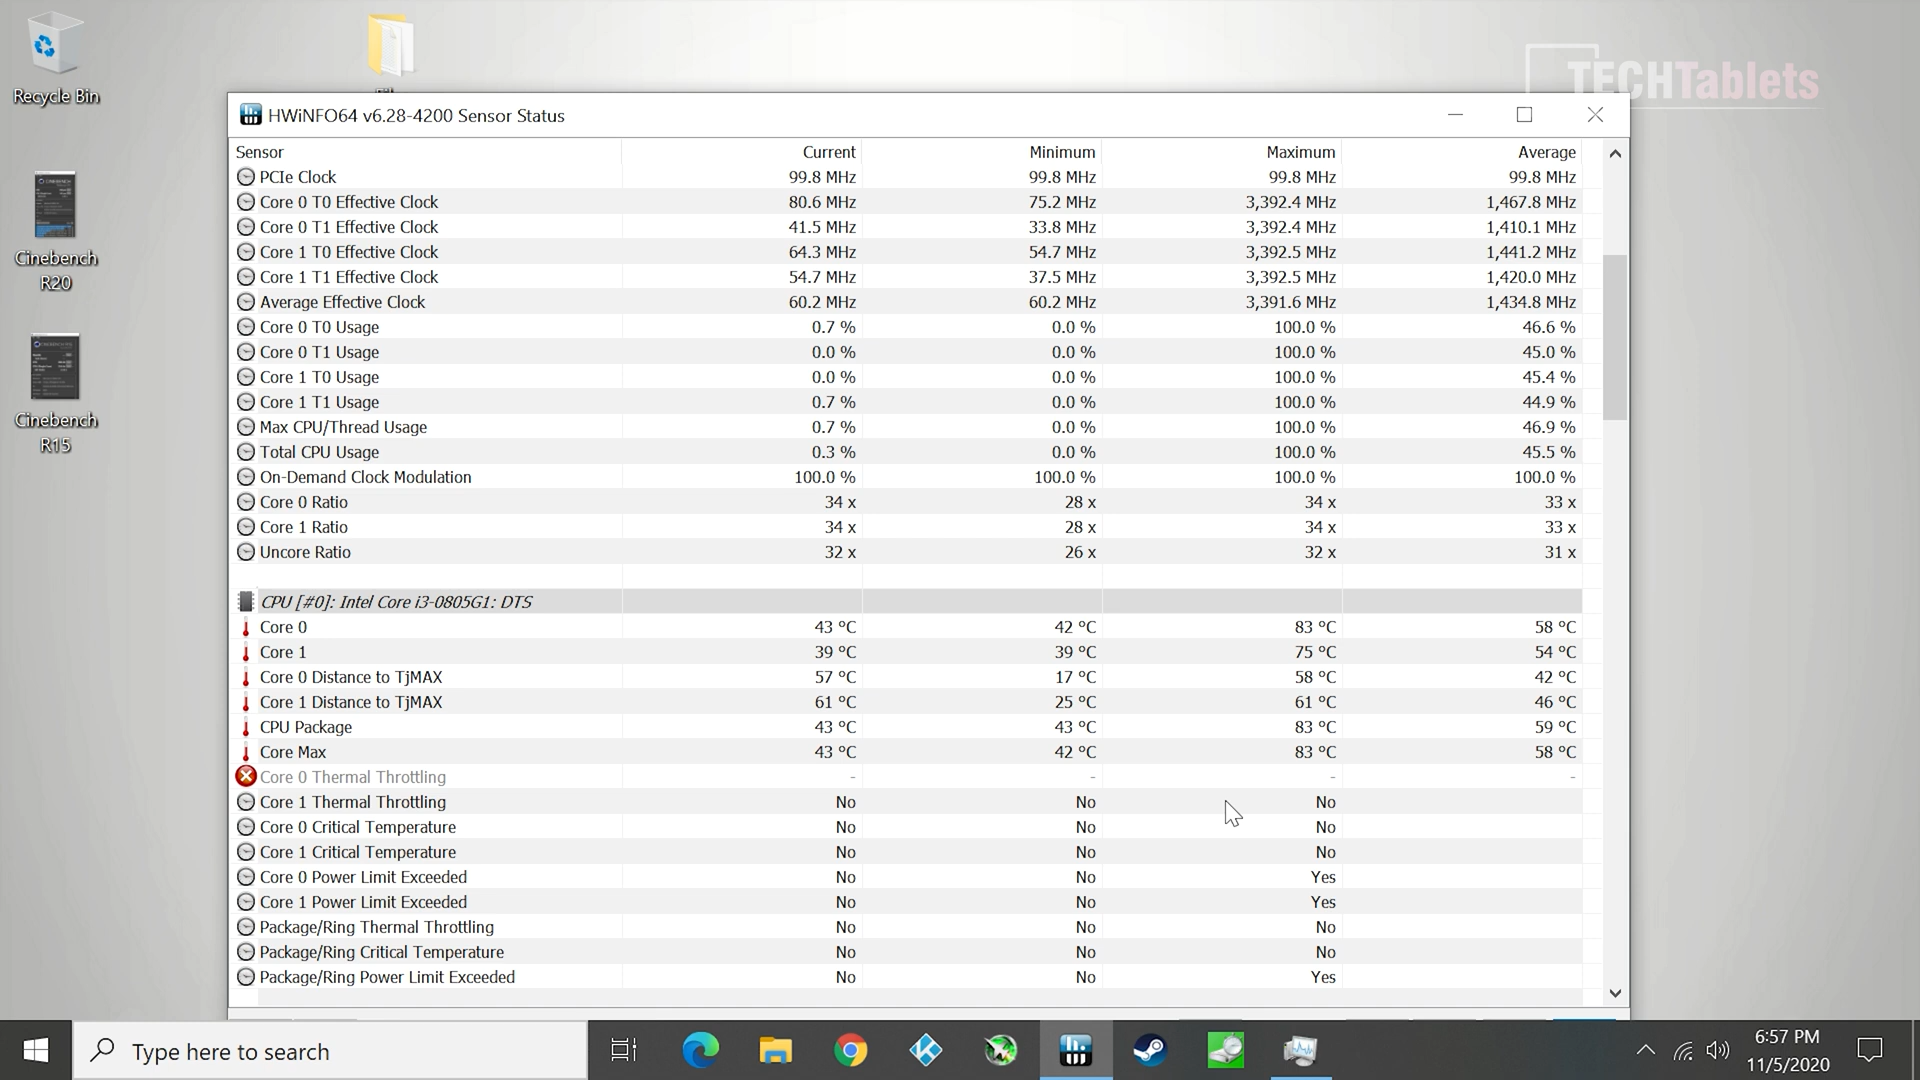 TECHTablets
Recycle Bin
HWiNFO64 v6.28-4200 Sensor Status
Sensor Current Minimum Maximum Average
PCIe Clock 99.8 MHz 99.8 MHz 99.8 MHz 99.8 MHz
Core 0 T0 Effective Clock 80.6 MHz 75.2 MHz 3,392.4 MHz 1,467.8 MHz
Core 0 T1 Effective Clock 41.5 MHz 33.8 MHz 3,392.4 MHz 1,410.1 MHz
Core 1 T0 Effective Clock 64.3 MHz 54.7 MHz 3,392.5 MHz 1,441.2 MHz
Core 1 T1 Effective Clock 54.7 MHz 37.5 MHz 3,392.5 MHz 1,420.0 MHz
Average Effective Clock 60.2 MHz 60.2 MHz 3,391.6 MHz 1,434.8 MHz
Core 0 T0 Usage 0.7 % 0.0 % 100.0 % 46.6 %
Core 0 T1 Usage 0.0 % 0.0 % 100.0 % 45.0 %
Core 1 T0 Usage 0.0 % 0.0 % 100.0 % 45.4 %
Core 1 T1 Usage 0.7 % 0.0 % 100.0 % 44.9 %
Max CPU/Thread Usage 0.7 % 0.0 % 100.0 % 46.9 %
Total CPU Usage 0.3 % 0.0 % 100.0 % 45.5 %
On-Demand Clock Modulation 100.0 % 100.0 % 100.0 % 100.0 %
Core 0 Ratio 34 x 28 x 34 x 33 x
Core 1 Ratio 34 x 28 x 34 x 33 x
Uncore Ratio 32 x 26 x 32 x 31 x
CPU [#0]: Intel Core i3-0805G1: DTS
Core 0 43 °C 42 °C 83 °C 58 °C
Core 1 39 °C 39 °C 75 °C 54 °C
Core 0 Distance to TjMAX 57 °C 17 °C 58 °C 42 °C
Core 1 Distance to TjMAX 61 °C 25 °C 61 °C 46 °C
CPU Package 43 °C 43 °C 83 °C 59 °C
Core Max 43 °C 42 °C 83 °C 58 °C
Core 0 Thermal Throttling - - - -
Core 1 Thermal Throttling No No No
Core 0 Critical Temperature No No No
Core 1 Critical Temperature No No No
Core 0 Power Limit Exceeded No No Yes
Core 1 Power Limit Exceeded No No Yes
Package/Ring Thermal Throttling No No No
Package/Ring Critical Temperature No No No
Package/Ring Power Limit Exceeded No No Yes
Cinebench
R20
Cinebench
R15
Type here to search
6:57 PM
11/5/2020